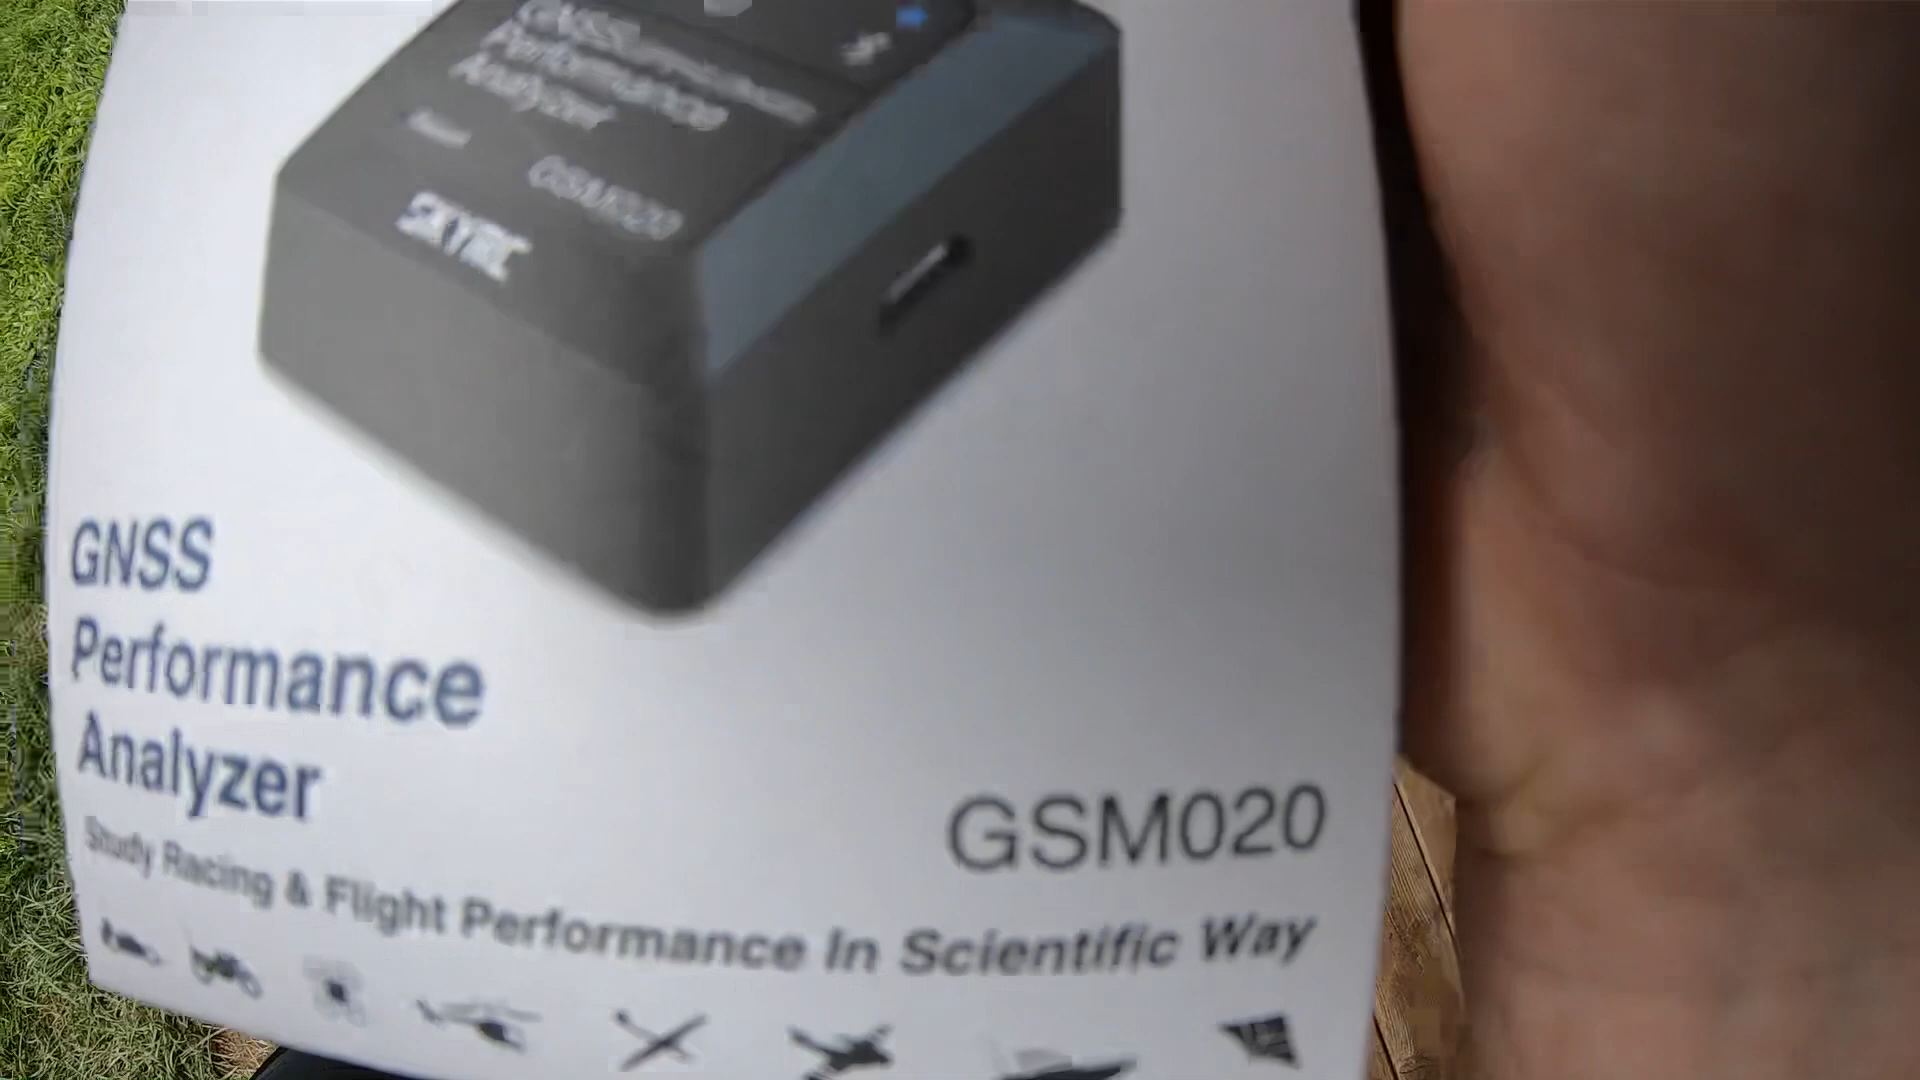 GNSS
Performance
Analyzer
GSM020
SKYRC
GNSS
Performance
Analyzer
GSM020
Study Racing & Flight Performance In Scientific Way